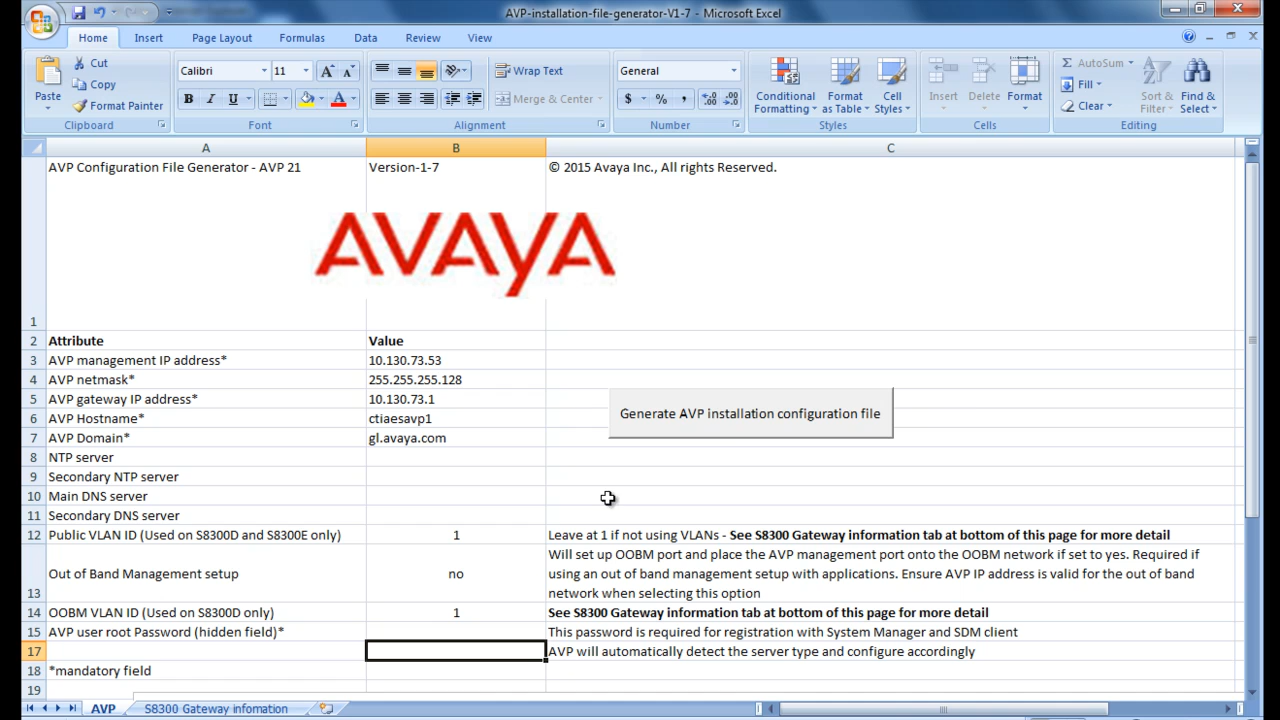 AVP-installation-file-generator-V1-7 - Microsoft Excel
Home Insert Page Layout Formulas Data Review View
Paste
Cut
Copy
Format Painter
Clipboard
Calibri 11
B I U
Font
Wrap Text
Merge & Center
Alignment
General
$ % ,
Number
Conditional Formatting
Format as Table
Cell Styles
Styles
Insert Delete Format
Cells
AutoSum
Fill
Clear
Sort & Filter
Find & Select
Editing
A B C
AVP Configuration File Generator - AVP 21 Version-1-7 © 2015 Avaya Inc., All rights Reserved.
AVAYA
1
2 Attribute Value
3 AVP management IP address* 10.130.73.53
4 AVP netmask* 255.255.255.128
5 AVP gateway IP address* 10.130.73.1
Generate AVP installation configuration file
6 AVP Hostname* ctiaesavp1
7 AVP Domain* gl.avaya.com
8 NTP server
9 Secondary NTP server
10 Main DNS server
11 Secondary DNS server
12 Public VLAN ID (Used on S8300D and S8300E only) 1 Leave at 1 if not using VLANs - See S8300 Gateway information tab at bottom of this page for more detail
13 Out of Band Management setup no Will set up OOBM port and place the AVP management port onto the OOBM network if set to yes. Required if
using an out of band management setup with applications. Ensure AVP IP address is valid for the out of band
network when selecting this option
14 OOBM VLAN ID (Used on S8300D only) 1 See S8300 Gateway information tab at bottom of this page for more detail
15 AVP user root Password (hidden field)* This password is required for registration with System Manager and SDM client
17 AVP will automatically detect the server type and configure accordingly
18 *mandatory field
19
AVP S8300 Gateway infomation